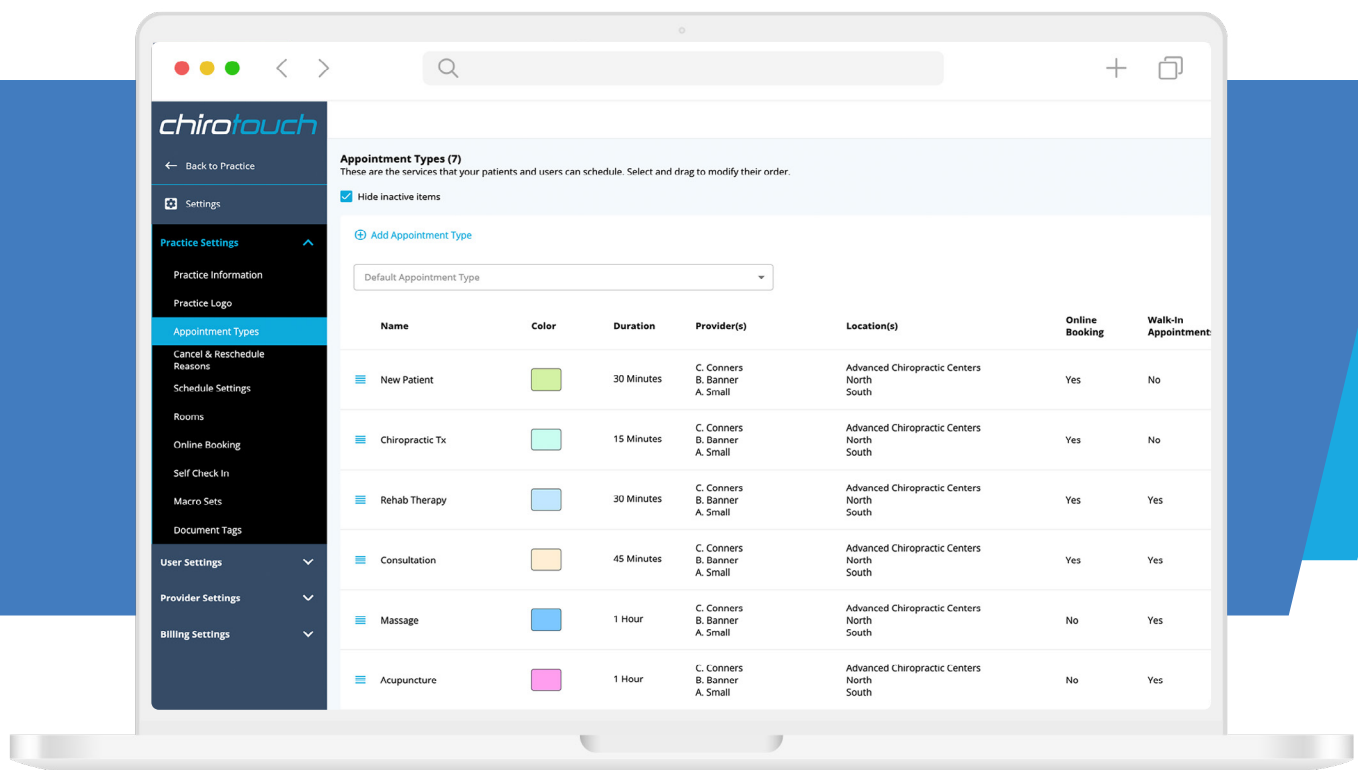 chirotouch
Back to Practice
Settings
Practice Settings
Practice Information
Practice Logo
Appointment Types
Cancel & Reschedule
Reasons
Schedule Settings
Rooms
Online Booking
Self Check In
Macro Sets
Document Tags
User Settings
Provider Settings
Billing Settings
Appointment Types (7)
These are the services that your patients and users can schedule. Select and drag to modify their order.
Hide inactive items
Add Appointment Type
Default Appointment Type
Name Color Duration Provider(s) Location(s) Online Booking Walk-In Appointment
New Patient 30 Minutes C. Conners Advanced Chiropractic Centers Yes No
B. Banner North
A. Small South
Chiropractic Tx 15 Minutes C. Conners Advanced Chiropractic Centers Yes No
B. Banner North
A. Small South
Rehab Therapy 30 Minutes C. Conners Advanced Chiropractic Centers Yes Yes
B. Banner North
A. Small South
Consultation 45 Minutes C. Conners Advanced Chiropractic Centers Yes Yes
B. Banner North
A. Small South
Massage 1 Hour C. Conners Advanced Chiropractic Centers No Yes
B. Banner North
A. Small South
Acupuncture 1 Hour C. Conners Advanced Chiropractic Centers No Yes
B. Banner North
A. Small South